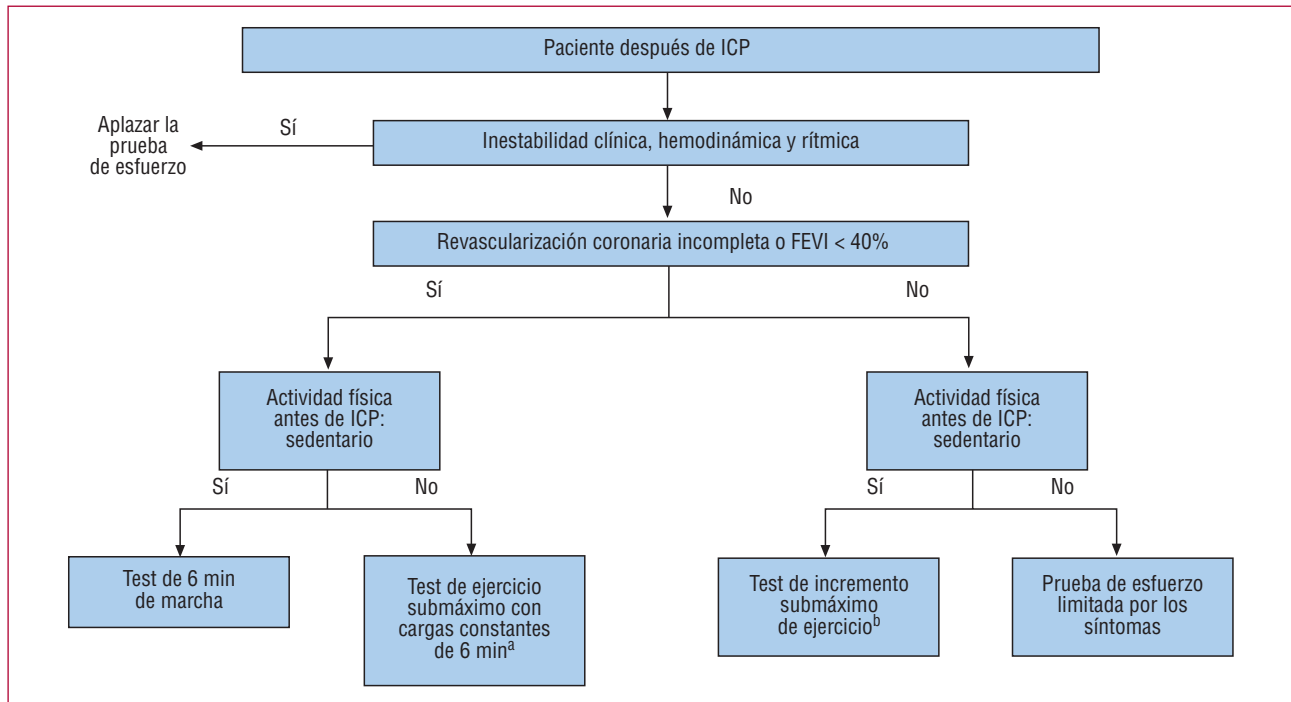 Paciente después de ICP
Aplazar la
prueba
de esfuerzo
Sí
Inestabilidad clínica, hemodinámica y rítmica
No
Revascularización coronaria incompleta o FEVI < 40%
Sí
No
Actividad física
antes de ICP:
sedentario
Actividad física
antes de ICP:
sedentario
Sí
No
Sí
No
Test de 6 min
de marcha
Test de ejercicio
submáximo con
cargas constantes
de 6 minᵃ
Test de incremento
submáximo
de ejercicioᵇ
Prueba de esfuerzo
limitada por los
síntomas